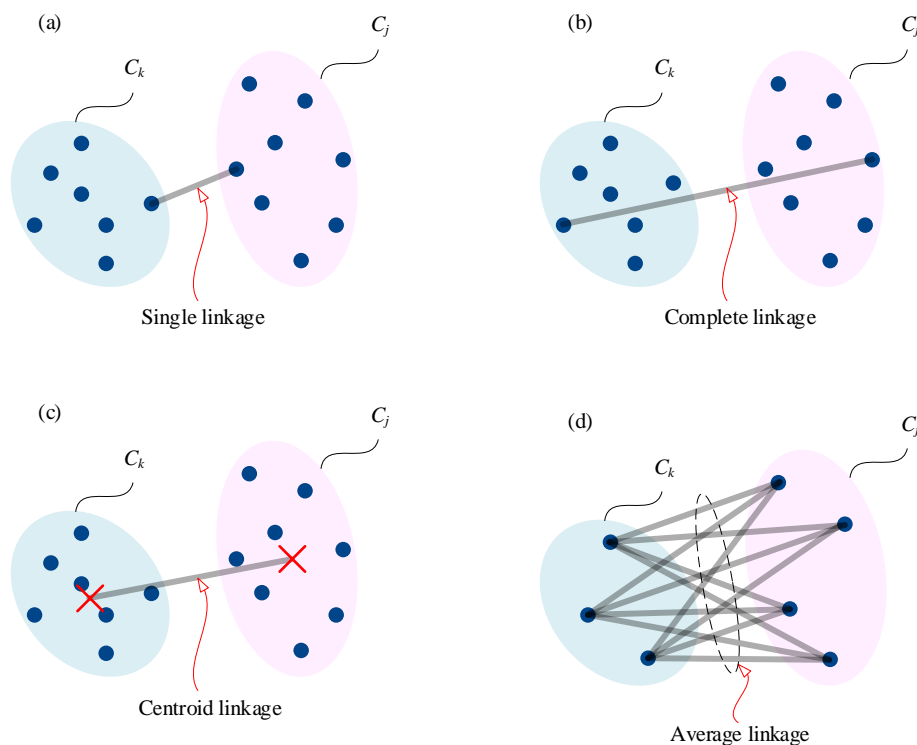 (a)
C_j
C_k
Single linkage
(b)
C_j
C_k
Complete linkage
(c)
C_j
C_k
Centroid linkage
(d)
C_j
C_k
Average linkage